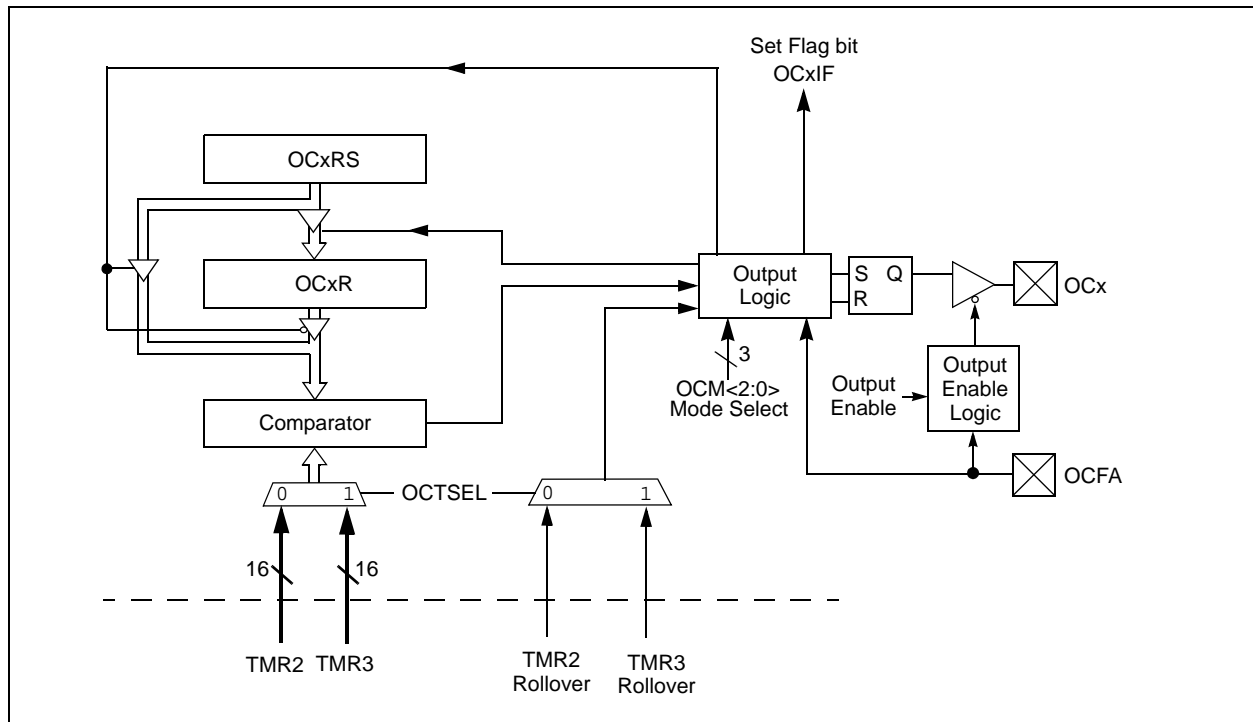 Set Flag bit
OCxIF
OCxRS
OCxR
Output
Logic
S Q
R
OCx
3
OCM<2:0>
Mode Select
Output
Enable
Output
Enable
Logic
Comparator
OCFA
0 1
OCTSEL
0 1
16
16
TMR2
TMR3
TMR2
Rollover
TMR3
Rollover